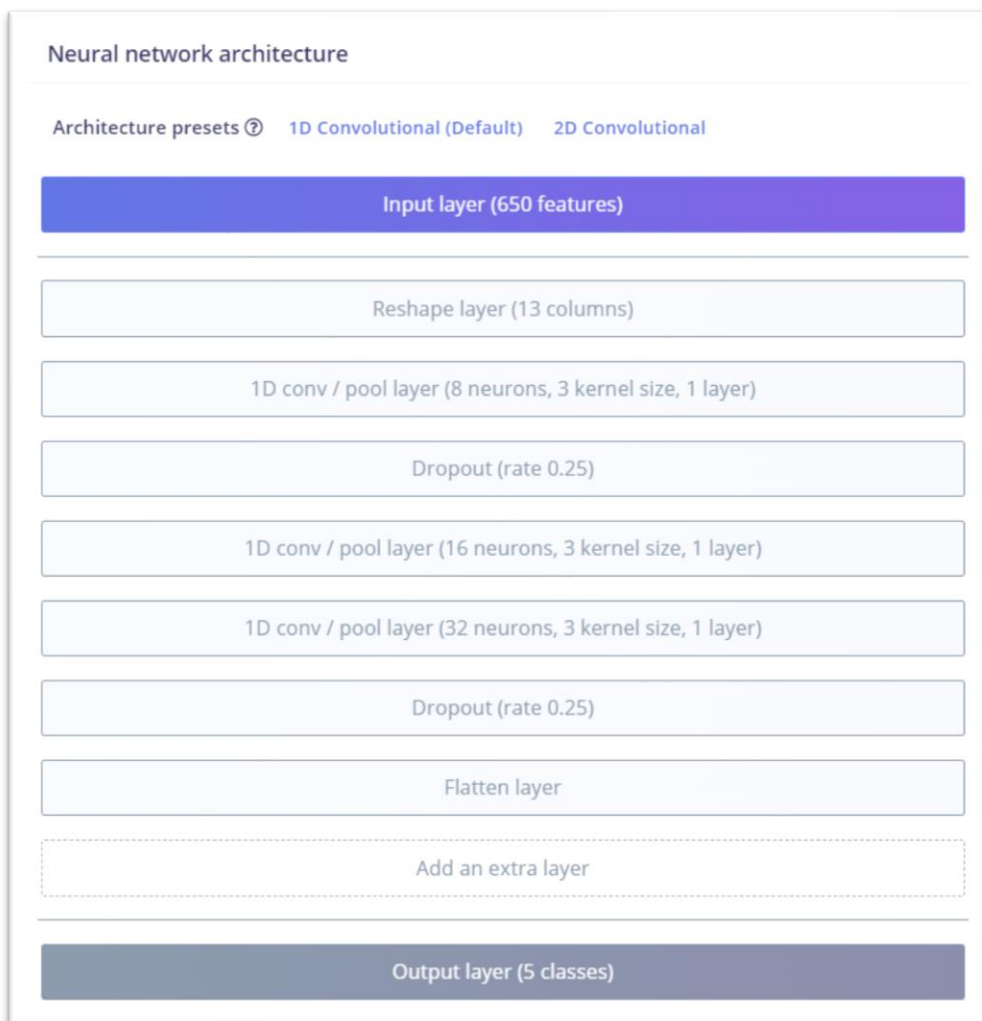 Neural network architecture
Architecture presets ? 1D Convolutional (Default) 2D Convolutional
Input layer (650 features)
Reshape layer (13 columns)
1D conv / pool layer (8 neurons, 3 kernel size, 1 layer)
Dropout (rate 0.25)
1D conv / pool layer (16 neurons, 3 kernel size, 1 layer)
1D conv / pool layer (32 neurons, 3 kernel size, 1 layer)
Dropout (rate 0.25)
Flatten layer
Add an extra layer
Output layer (5 classes)